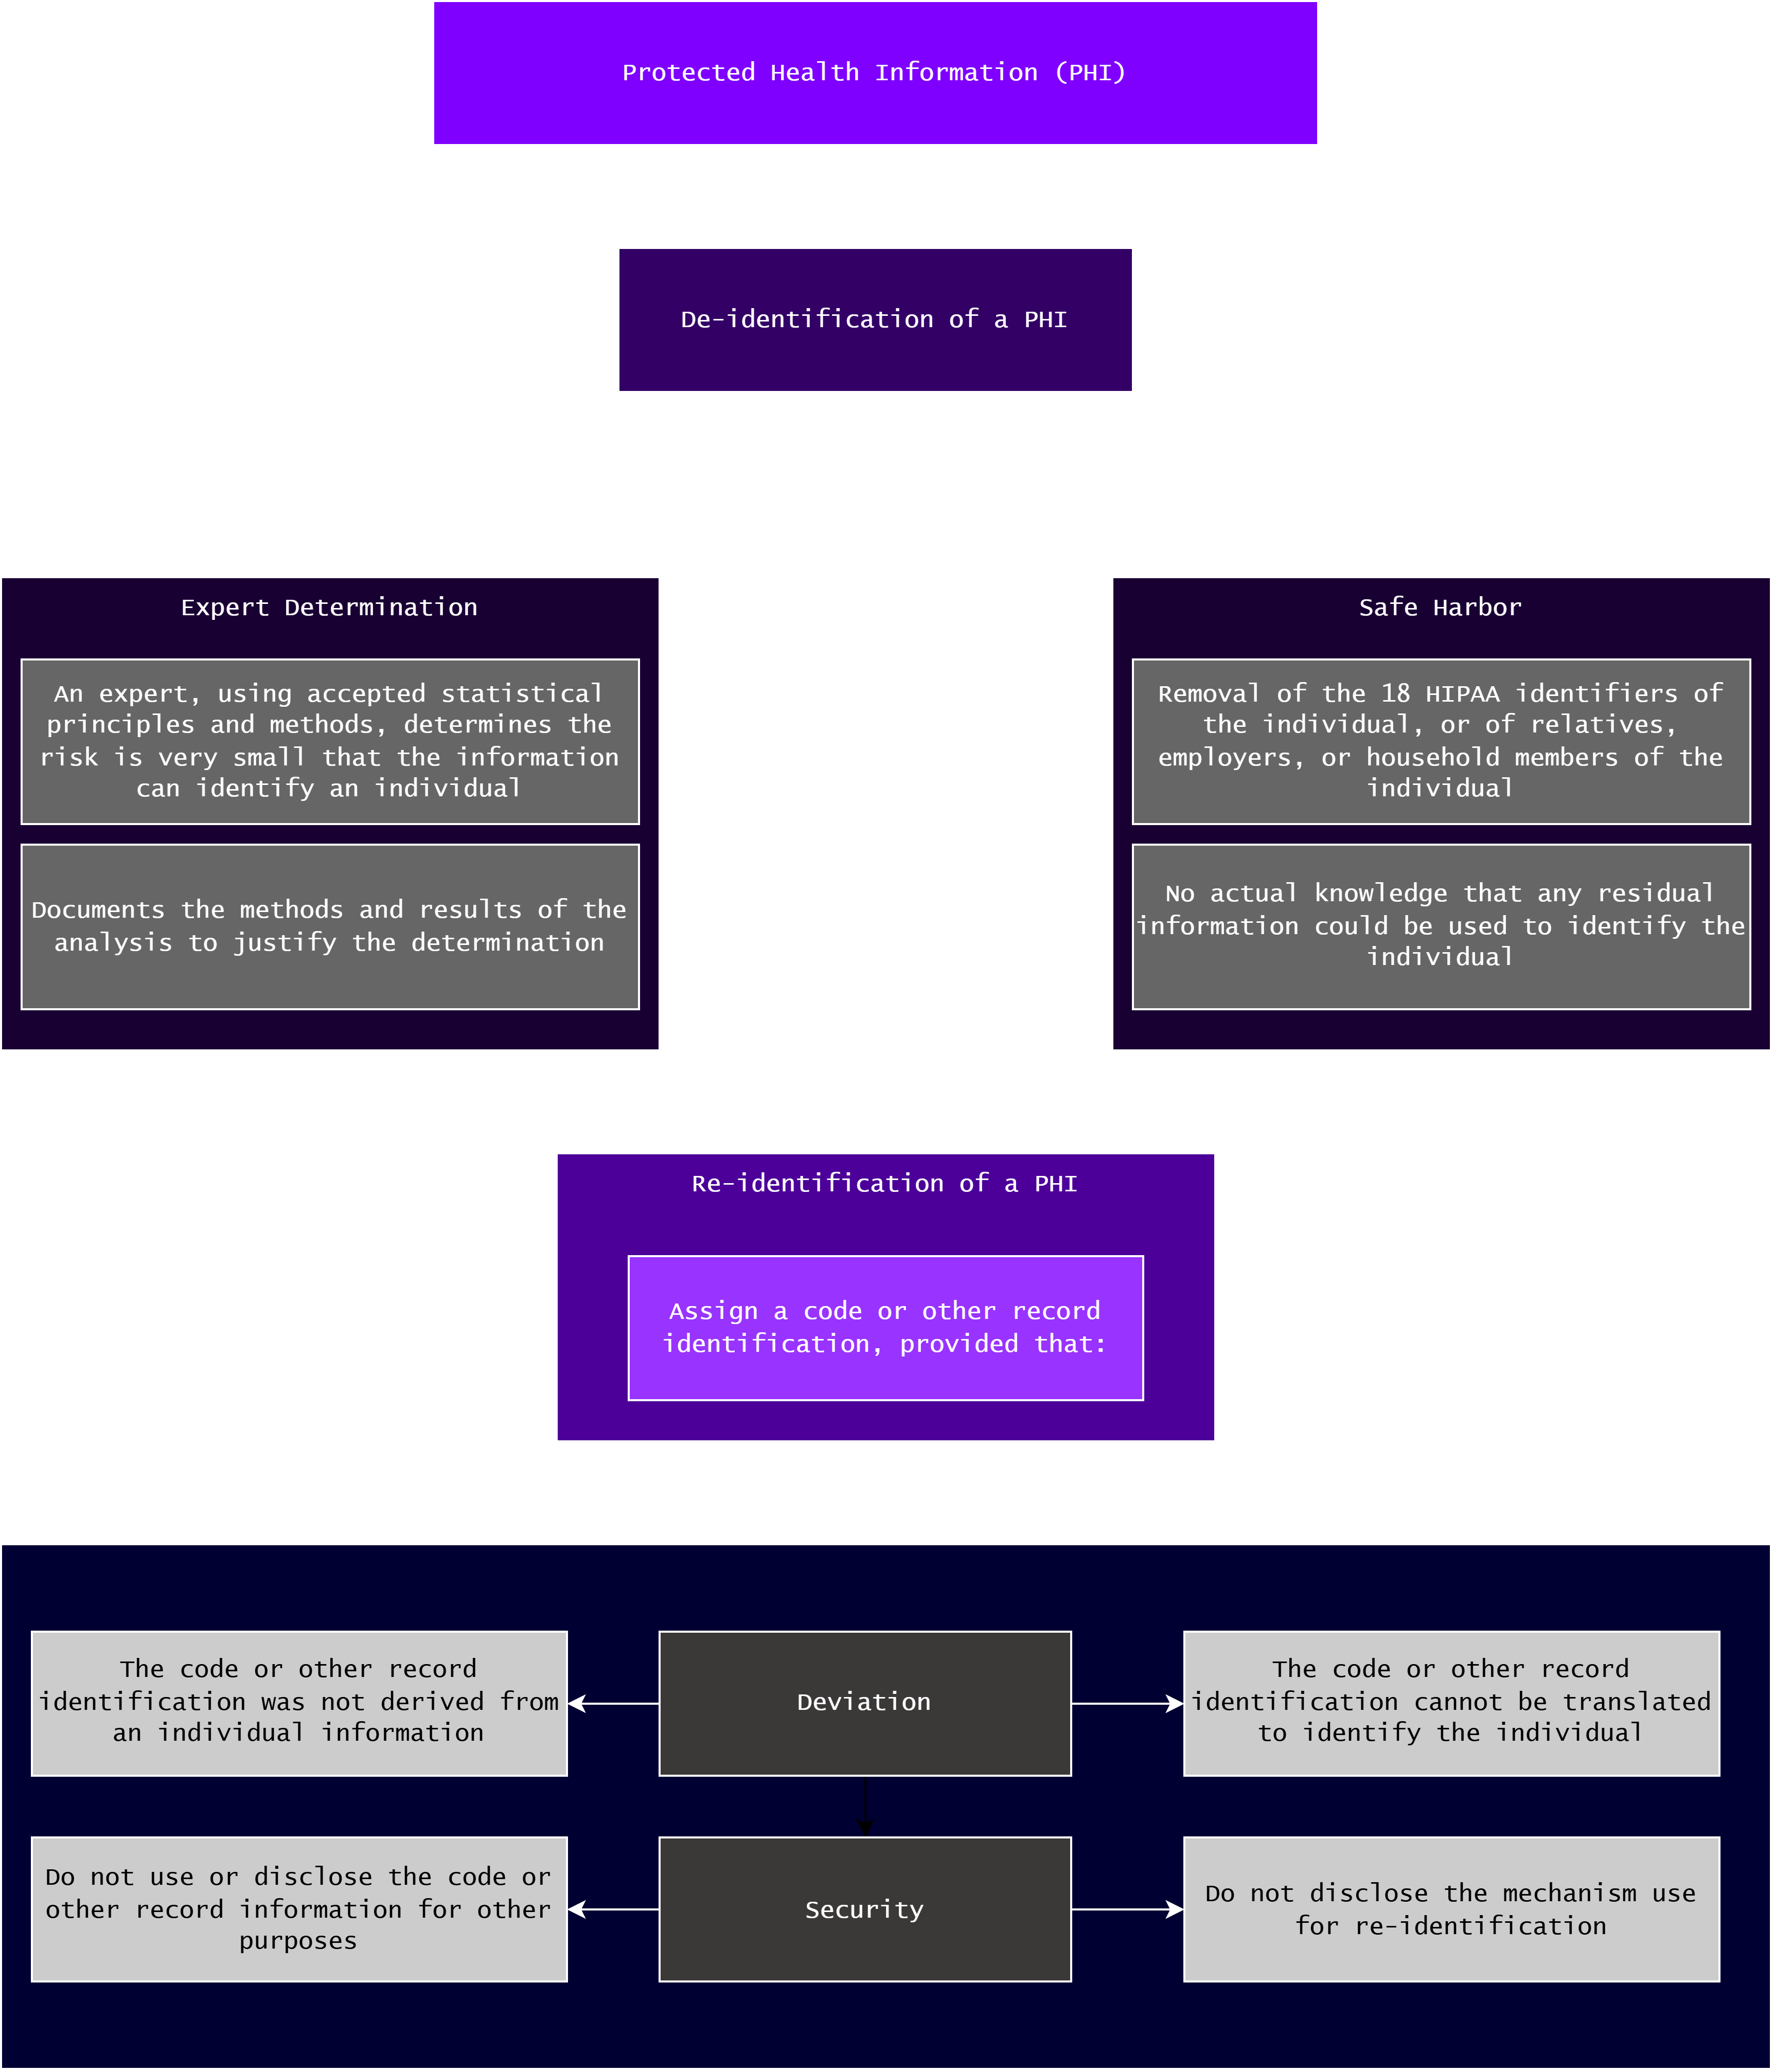 Protected Health Information (PHI)
De-identification of a PHI
Expert Determination
An expert, using accepted statistical
principles and methods, determines the
risk is very small that the information
can identify an individual
Documents the methods and results of the
analysis to justify the determination
Safe Harbor
Removal of the 18 HIPAA identifiers of
the individual, or of relatives,
employers, or household members of the
individual
No actual knowledge that any residual
information could be used to identify the
individual
Re-identification of a PHI
Assign a code or other record
identification, provided that:
The code or other record
identification was not derived from
an individual information
Deviation
The code or other record
identification cannot be translated
to identify the individual
Do not use or disclose the code or
other record information for other
purposes
Security
Do not disclose the mechanism use
for re-identification